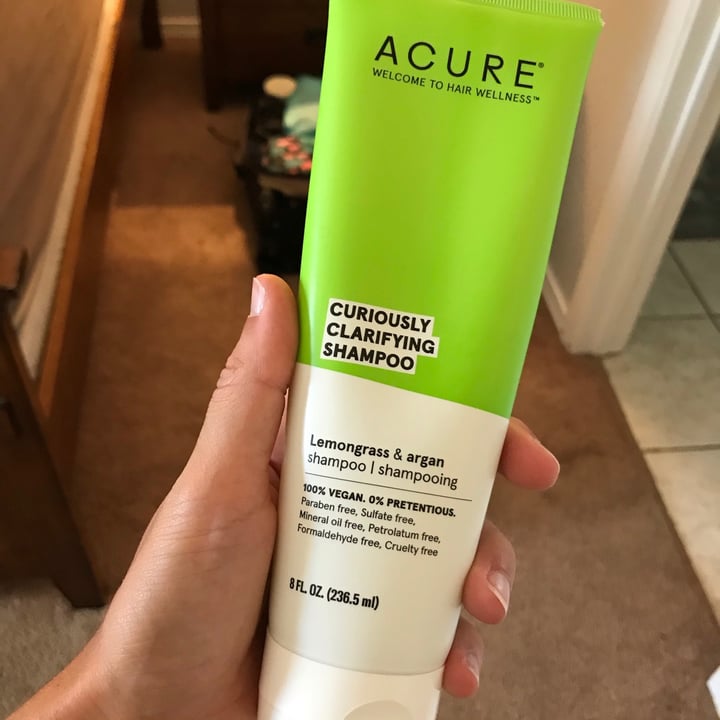 ACURE®
WELCOME TO HAIR WELLNESS™
CURIOUSLY
CLARIFYING
SHAMPOO
Lemongrass & argan
shampoo | shampooing
100% VEGAN. 0% PRETENTIOUS.
Paraben free, Sulfate free,
Mineral oil free, Petrolatum free,
Formaldehyde free, Cruelty free
8 FL. OZ. (236.5 ml)